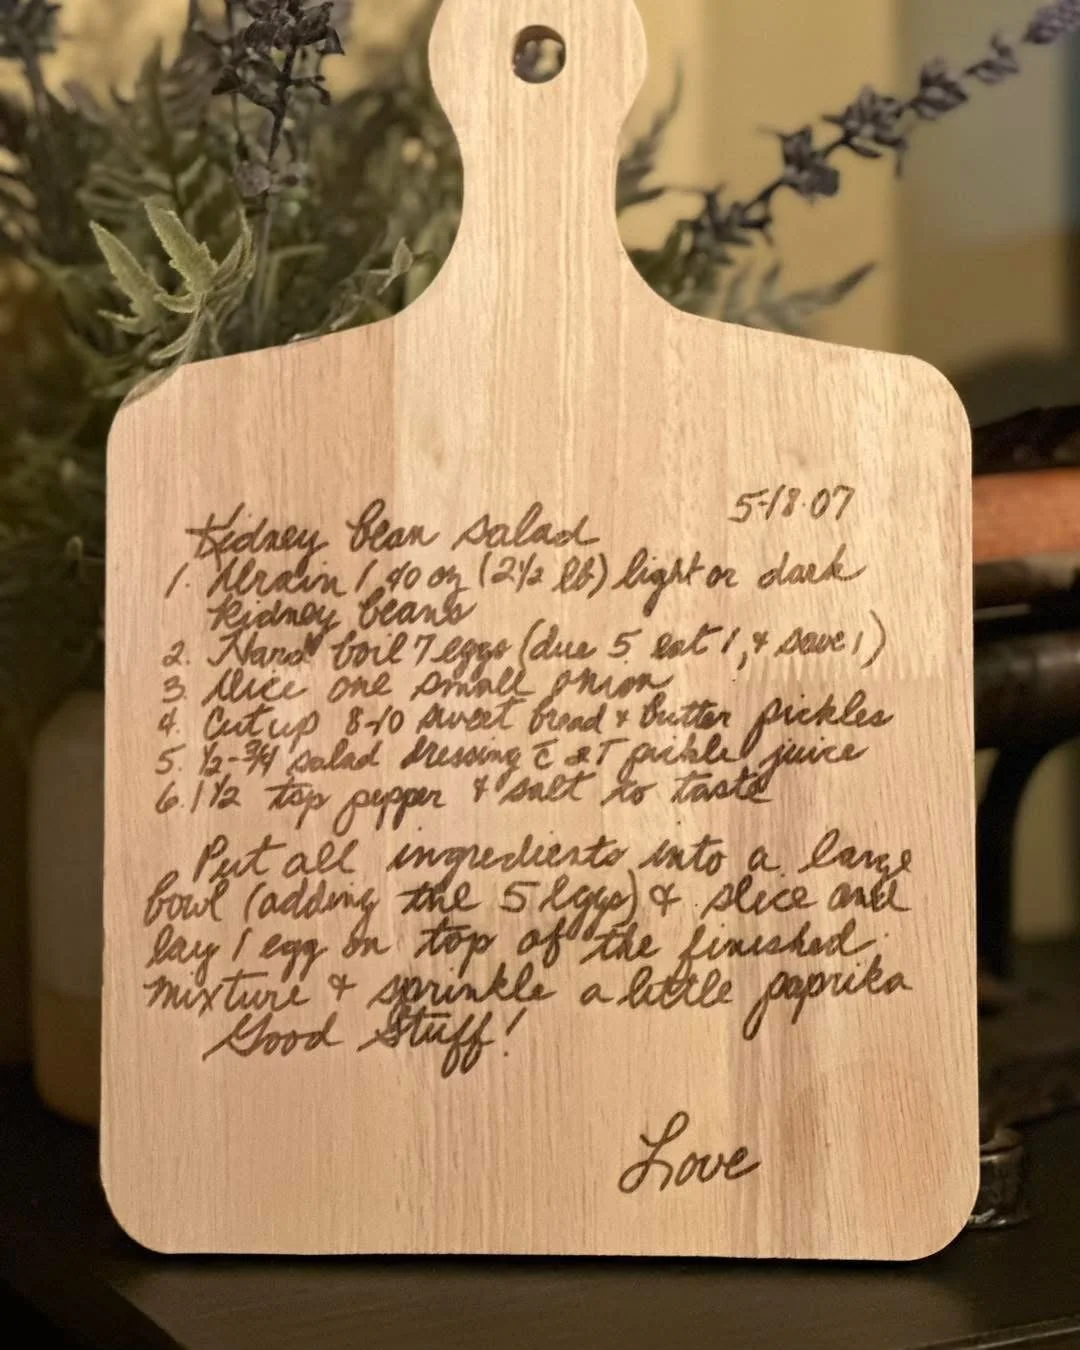 5-18-07
Kidney bean salad
1. Drain 1 40 oz (2 1/2 lb) light or dark
kidney beans
2. Hard boil 7 eggs (dice 5 eat 1, & save 1)
3. Dice one small onion
4. Cut up 8-10 sweet bread & butter pickles
5. 1/2-3/4 salad dressing c̄ 2T pickle juice
6. 1 1/2 tsp pepper & salt to taste
Put all ingredients into a large
bowl (adding the 5 eggs) & slice and
lay 1 egg on top of the finished
mixture & sprinkle a little paprika
Good Stuff!
Love